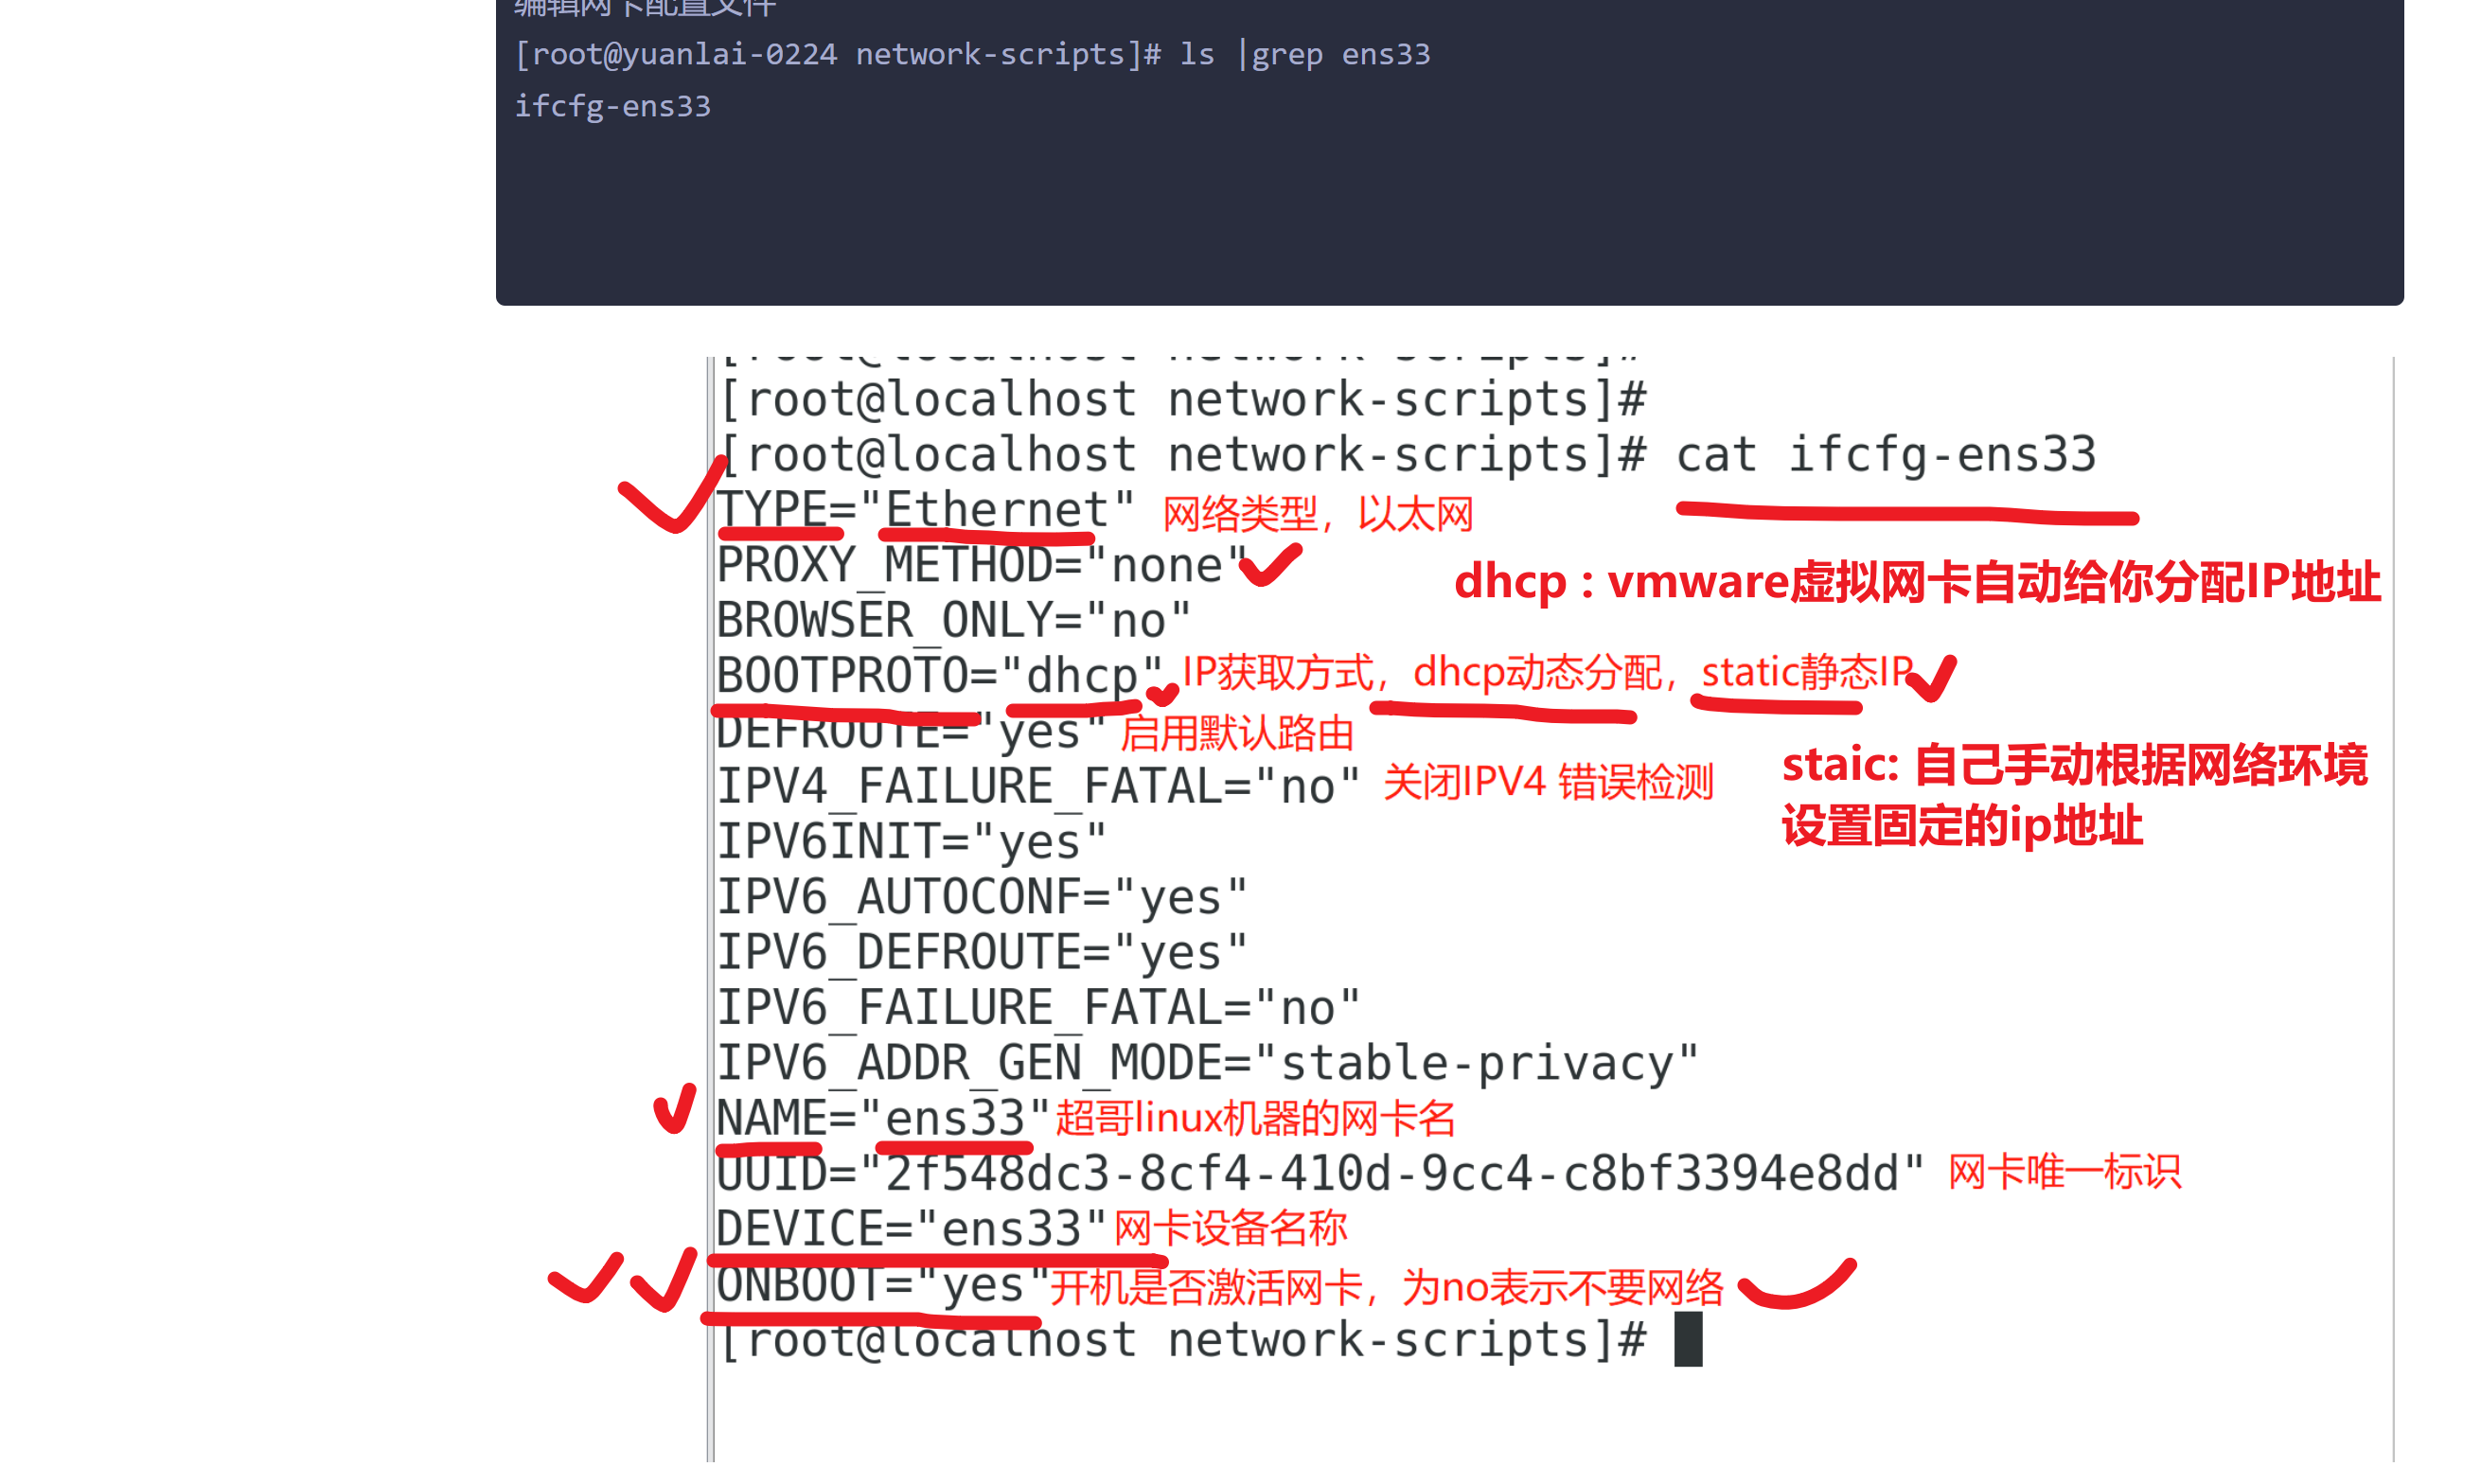 编辑网卡配置文件
[root@yuanlai-0224 network-scripts]# ls |grep ens33
ifcfg-ens33
[root@localhost network-scripts]#
[root@localhost network-scripts]#
[root@localhost network-scripts]# cat ifcfg-ens33
TYPE="Ethernet" 网络类型，以太网
PROXY_METHOD="none"
dhcp：vmware虚拟网卡自动给你分配IP地址
BROWSER_ONLY="no"
BOOTPROTO="dhcp" IP获取方式，dhcp动态分配，static静态IP
DEFROUTE="yes" 启用默认路由
IPV4_FAILURE_FATAL="no" 关闭IPV4 错误检测
staic: 自己手动根据网络环境
设置固定的ip地址
IPV6INIT="yes"
IPV6_AUTOCONF="yes"
IPV6_DEFROUTE="yes"
IPV6_FAILURE_FATAL="no"
IPV6_ADDR_GEN_MODE="stable-privacy"
NAME="ens33" 超哥linux机器的网卡名
UUID="2f548dc3-8cf4-410d-9cc4-c8bf3394e8dd" 网卡唯一标识
DEVICE="ens33" 网卡设备名称
ONBOOT="yes" 开机是否激活网卡，为no表示不要网络
[root@localhost network-scripts]#